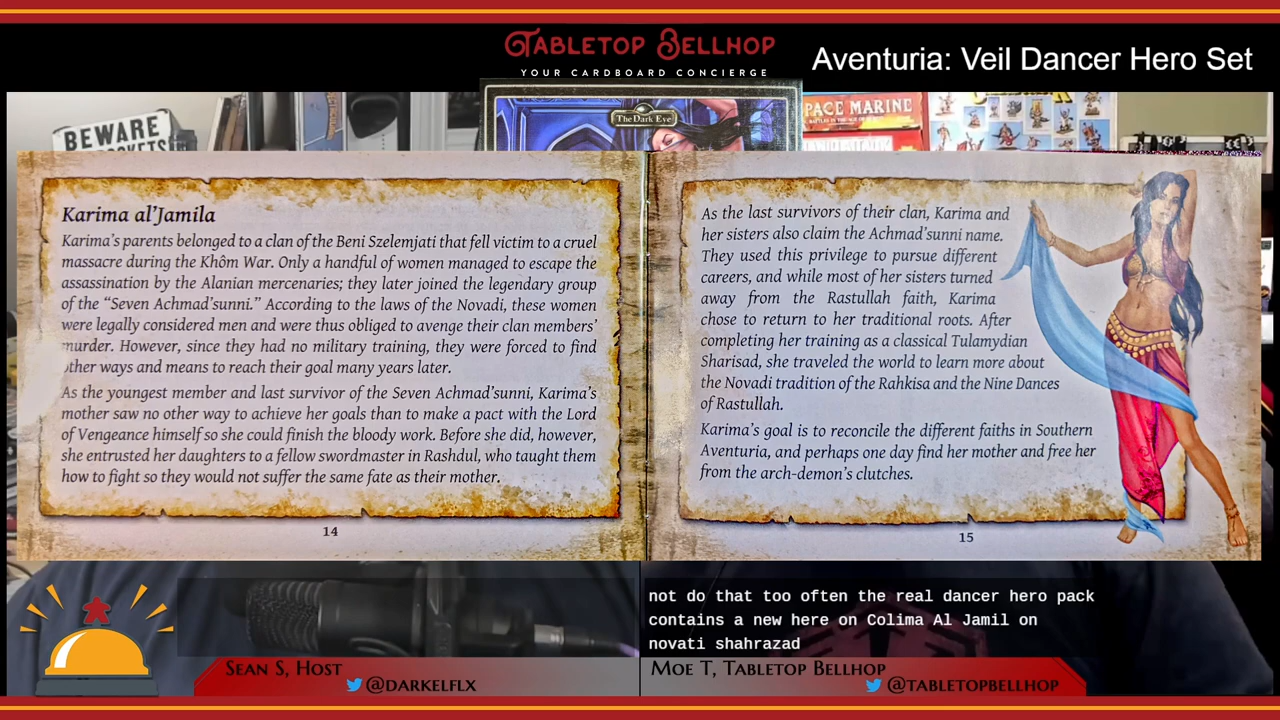 TABLETOP BELLHOP
YOUR CARDBOARD CONCIERGE
Aventuria: Veil Dancer Hero Set
BEWARE
The Dark Eye
SPACE MARINE
Karima al'Jamila
Karima's parents belonged to a clan of the Beni Szelemjati that fell victim to a cruel
massacre during the Khôm War. Only a handful of women managed to escape the
assassination by the Alanian mercenaries; they later joined the legendary group
of the “Seven Achmad'sunni.” According to the laws of the Novadi, these women
were legally considered men and were thus obliged to avenge their clan members'
murder. However, since they had no military training, they were forced to find
other ways and means to reach their goal many years later.
As the youngest member and last survivor of the Seven Achmad'sunni, Karima's
mother saw no other way to achieve her goals than to make a pact with the Lord
of Vengeance himself so she could finish the bloody work. Before she did, however,
she entrusted her daughters to a fellow swordmaster in Rashdul, who taught them
how to fight so they would not suffer the same fate as their mother.
14
As the last survivors of their clan, Karima and
her sisters also claim the Achmad'sunni name.
They used this privilege to pursue different
careers, and while most of her sisters turned
away from the Rastullah faith, Karima
chose to return to her traditional roots. After
completing her training as a classical Tulamydian
Sharisad, she traveled the world to learn more about
the Novadi tradition of the Rahkisa and the Nine Dances
of Rastullah.
Karima's goal is to reconcile the different faiths in Southern
Aventuria, and perhaps one day find her mother and free her
from the arch-demon's clutches.
15
not do that too often the real dancer hero pack
contains a new here on Colima Al Jamil on
novati shahrazad
Sean S, Host
@DARKELFLX
Moe T, Tabletop Bellhop
@TABLETOPBELLHOP